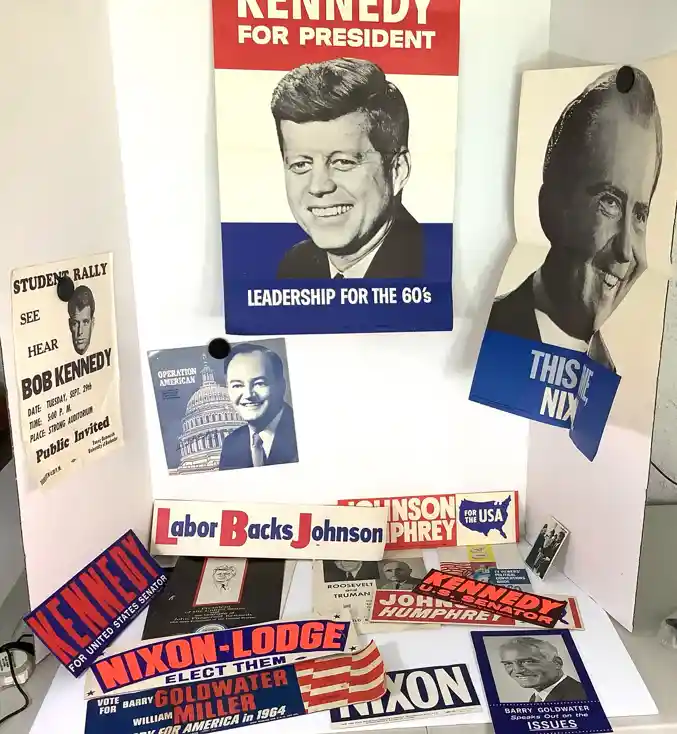 KENNEDY
FOR PRESIDENT
LEADERSHIP FOR THE 60's
THIS
NIX
STUDENT RALLY
SEE
HEAR
BOB KENNEDY
DATE: TUESDAY, SEPT. 29th
TIME: 5:00 P. M.
PLACE: STRONG AUDITORIUM
Public Invited
OPERATION
AMERICAN
Labor Backs Johnson
JOHNSON
HUMPHREY
FOR
THE
USA
KENNEDY
FOR UNITED STATES SENATOR
ROOSEVELT
and
TRUMAN
KENNEDY
U.S. SENATOR
JOHN
HUMPHREY
NIXON-LODGE
ELECT THEM
VOTE
FOR
BARRY
GOLDWATER
WILLIAM
MILLER
FOR AMERICA in 1964
NIXON
BARRY GOLDWATER
Speaks Out on the
ISSUES